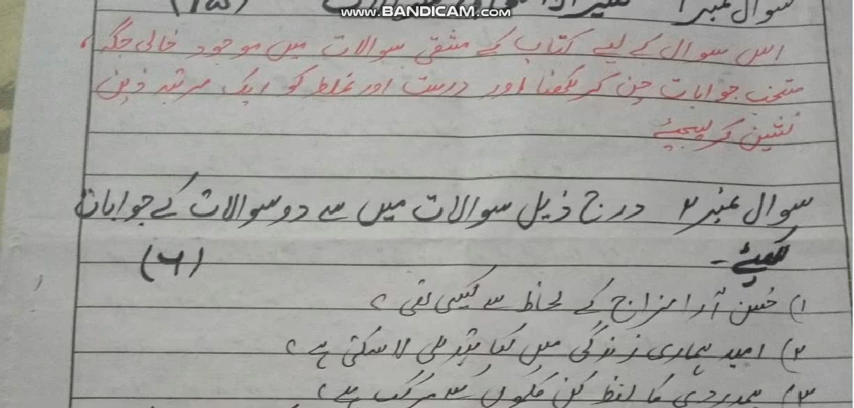 www.BANDICAM.com
سوال نمبر ۱
اس سوال کے لیے کتاب کے مشقی سوالات میں موجود خالی جگہ،
منتخب جوابات چن کر لکھنا اور درست اور غلط کو ایک مرتبہ ذہن
نشین کر لیجیے
سوال نمبر ۲ درج ذیل سوالات میں سے دو سوالات کے جوابات
لکھیے۔ (۶)
۱) حسن آرا مزاج کے لحاظ سے کیسی تھی؟
۲) امید ہماری زندگی میں کیا تبدیلی لا سکتی ہے؟
۳) ہمدردی کا لفظ کن کلموں سے مرکب ہے؟